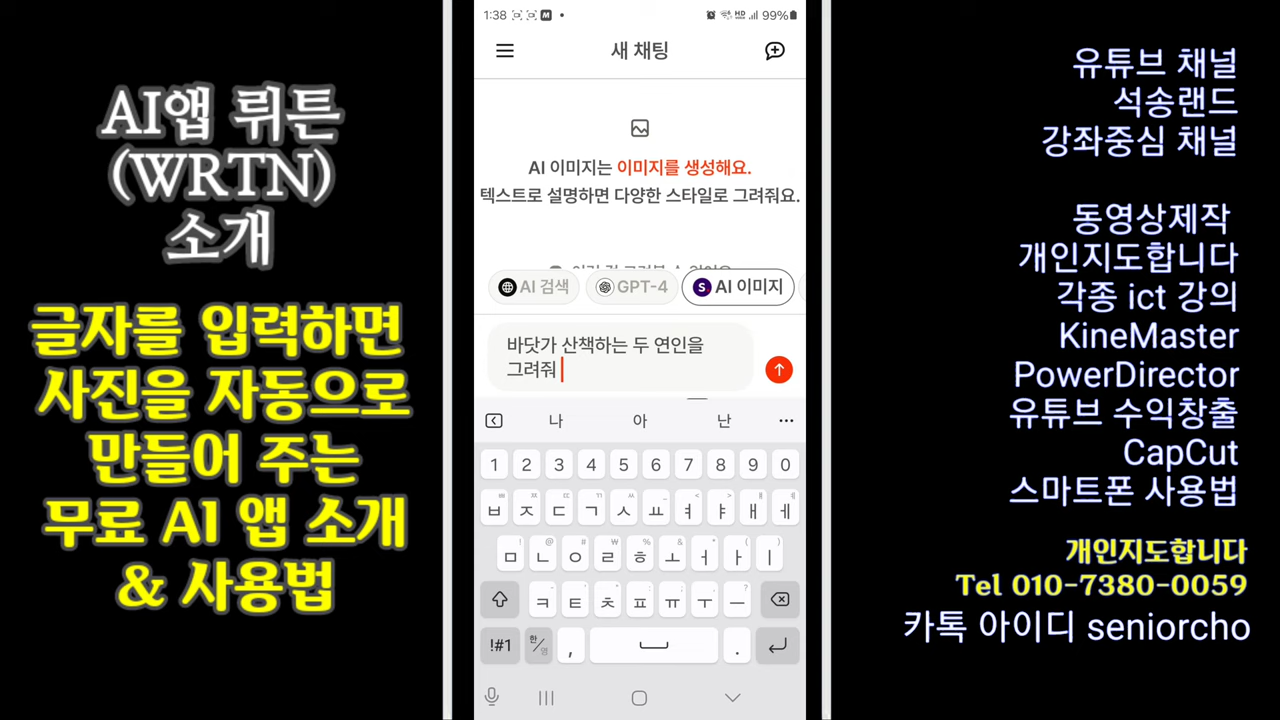 AI앱 뤼튼
(WRTN)
소개
글자를 입력하면
사진을 자동으로
만들어 주는
무료 AI 앱 소개
& 사용법
1:38
M
HD
99%
새 채팅
AI 이미지는 이미지를 생성해요.
텍스트로 설명하면 다양한 스타일로 그려줘요.
AI 검색
GPT-4
S.
AI 이미지
바닷가 산책하는 두 연인을
그려줘
나 아 난
1 2 3 4 5 6 7 8 9 0
ㅂ ㅈ ㄷ ㄱ ㅅ ㅛ ㅕ ㅑ ㅐ ㅔ
ㅁ ㄴ ㅇ ㄹ ㅎ ㅗ ㅓ ㅏ ㅣ
ㅋ ㅌ ㅊ ㅍ ㅠ ㅜ ㅡ
!#1 한/영 , .
유튜브 채널
석송랜드
강좌중심 채널
동영상제작
개인지도합니다
각종 ict 강의
KineMaster
PowerDirector
유튜브 수익창출
CapCut
스마트폰 사용법
개인지도합니다
Tel 010-7380-0059
카톡 아이디 seniorcho